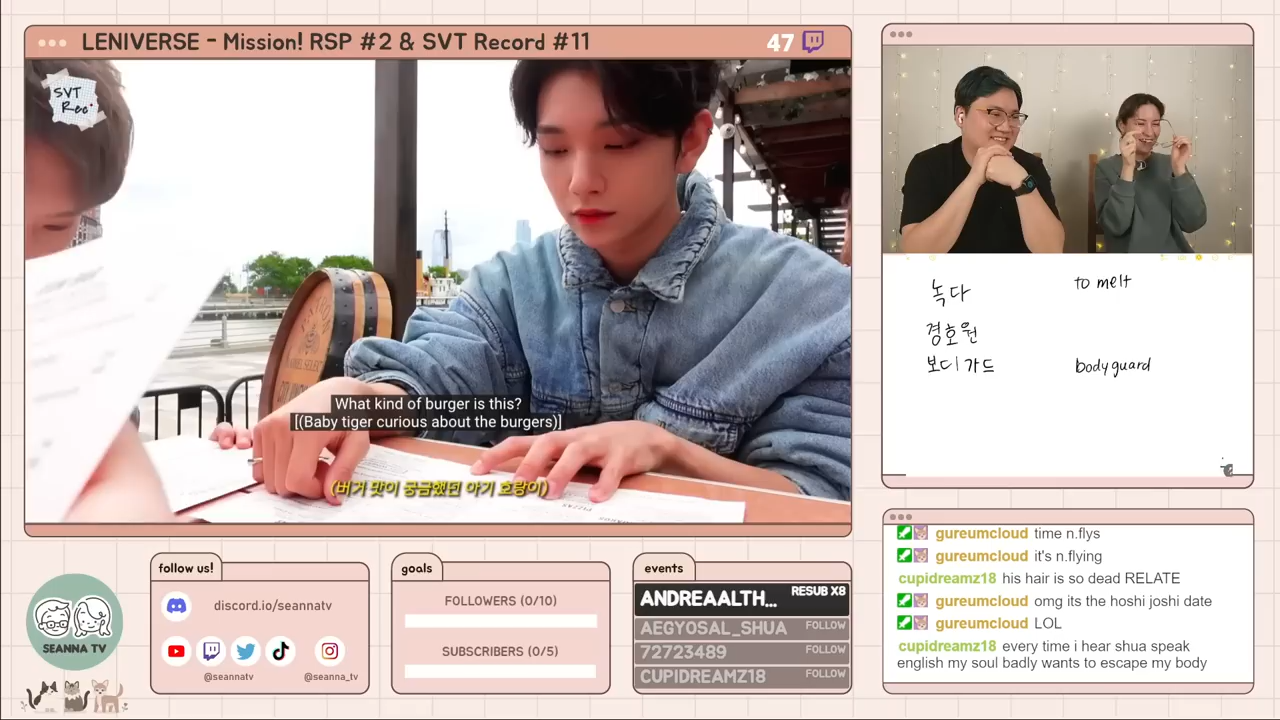 LENIVERSE - Mission! RSP #2 & SVT Record #11
47
SVT
Rec
What kind of burger is this?
[(Baby tiger curious about the burgers)]
(버거 맛이 궁금했던 아기 호랑이)
녹다 to melt
경호원
보디가드 bodyguard
gureumcloud time n.flys
gureumcloud it's n.flying
cupidreamz18 his hair is so dead RELATE
gureumcloud omg its the hoshi joshi date
gureumcloud LOL
cupidreamz18 every time i hear shua speak
english my soul badly wants to escape my body
SEANNA TV
follow us!
discord.io/seannatv
@seannatv
@seanna_tv
goals
FOLLOWERS (0/10)
SUBSCRIBERS (0/5)
events
ANDREAALTH... RESUB X8
AEGYOSAL_SHUA FOLLOW
72723489 FOLLOW
CUPIDREAMZ18 FOLLOW